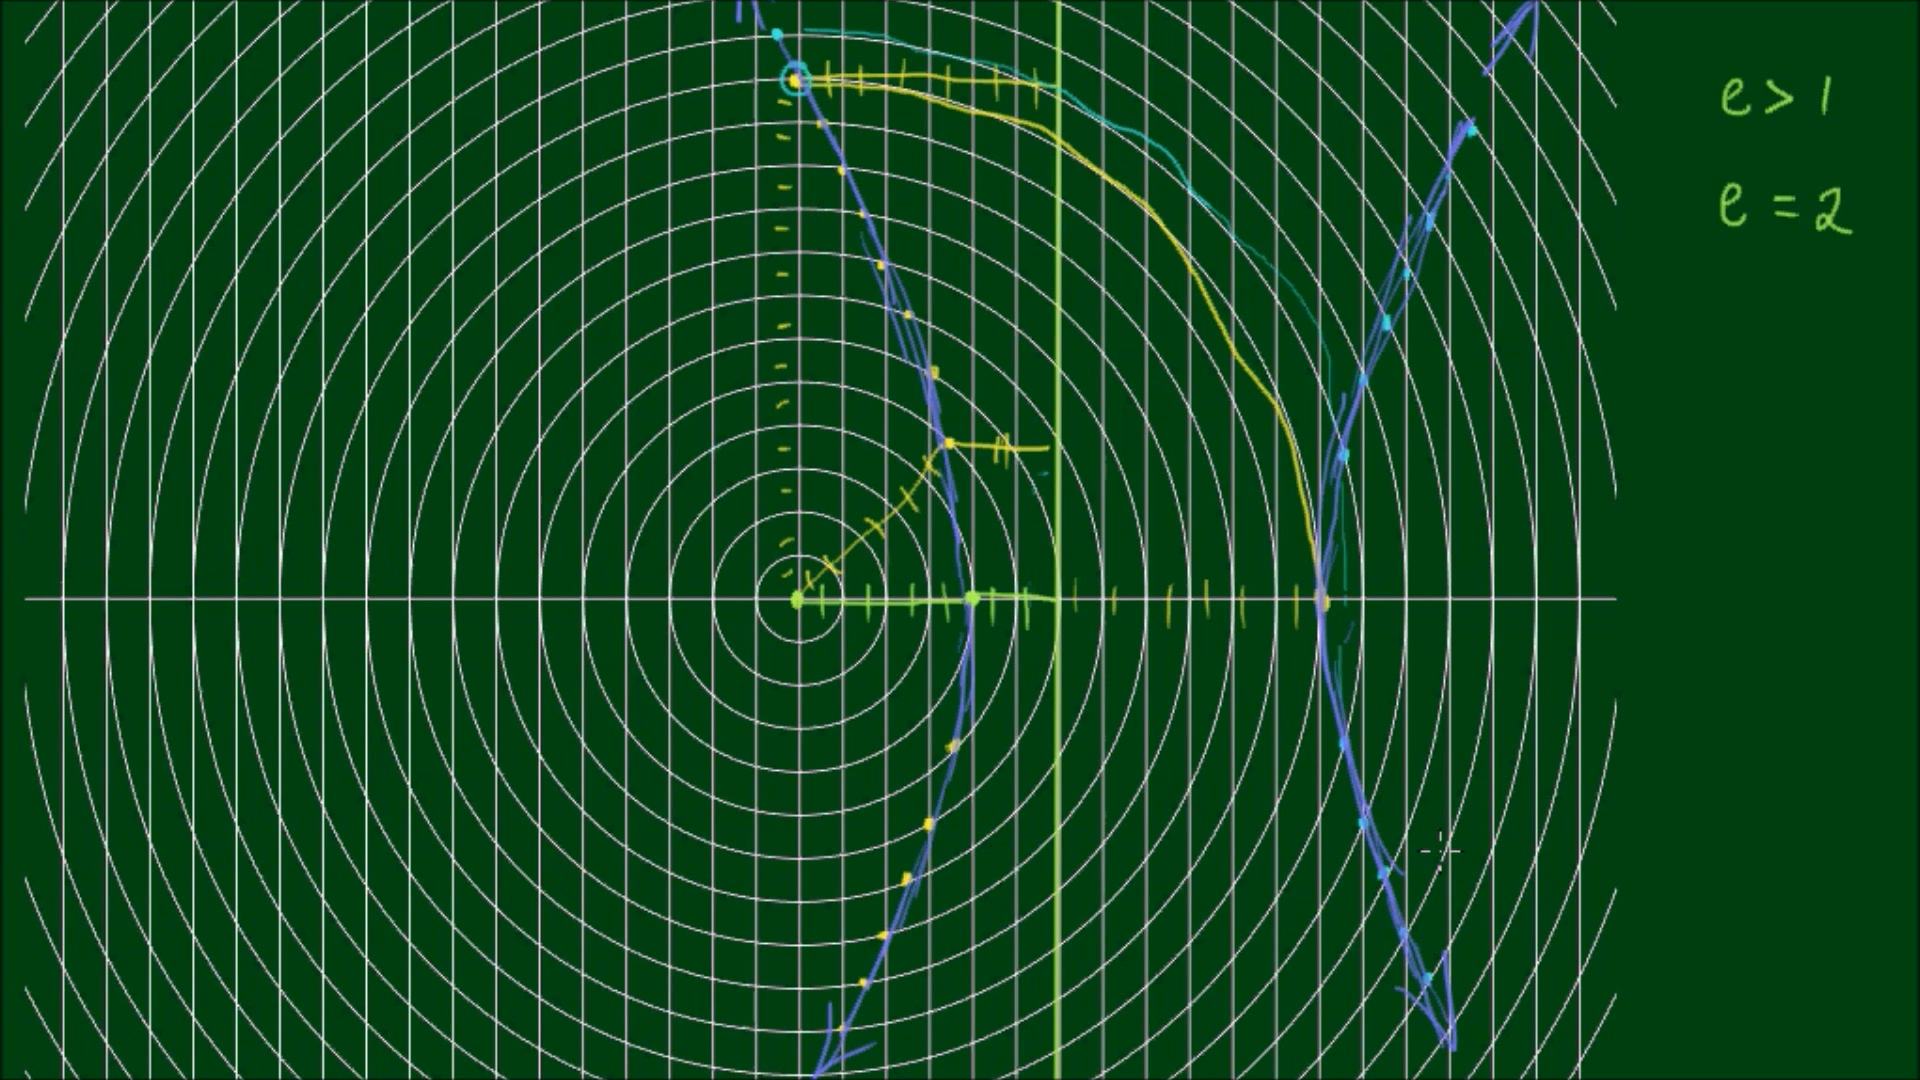 e > 1
e = 2